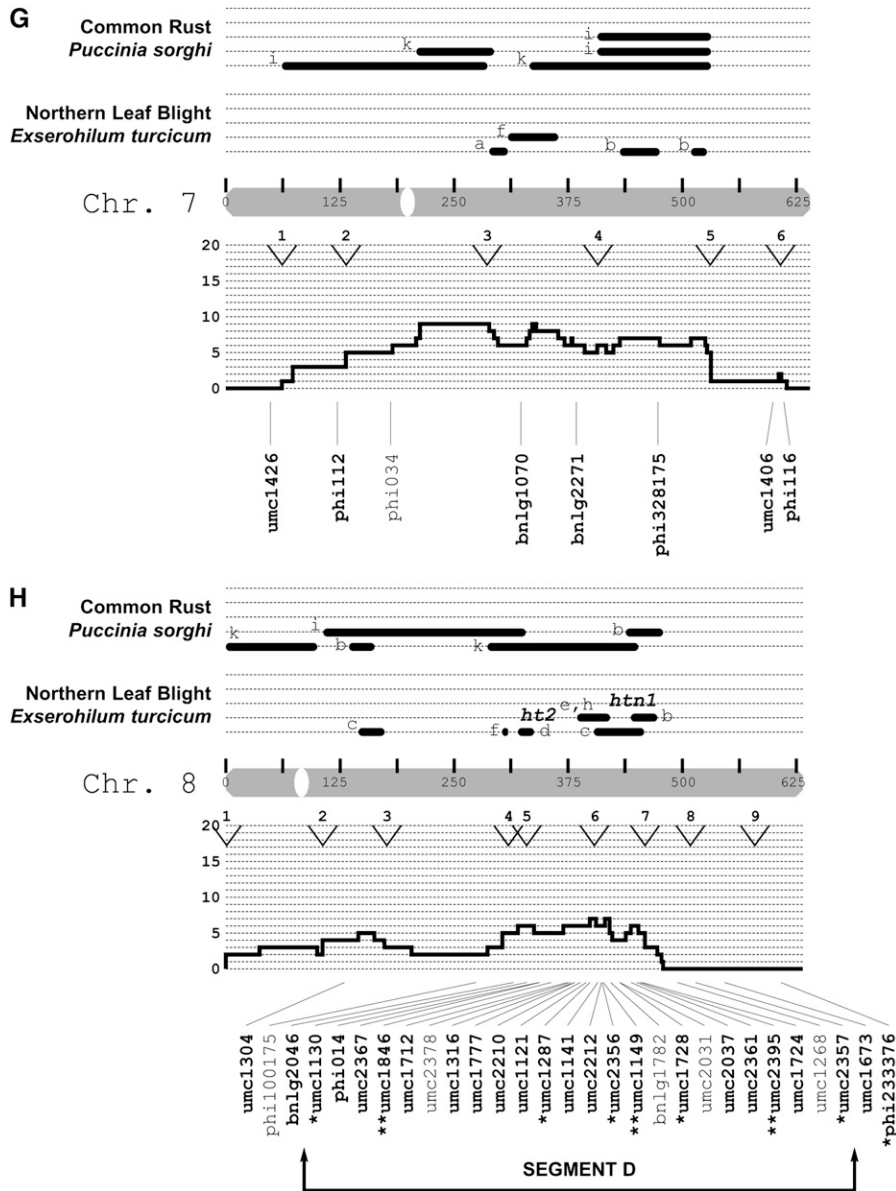 G
Common Rust
Puccinia sorghi
i
i
k
i
k
Northern Leaf Blight
Exserohilum turcicum
f
a
b
b
Chr. 7
0 125 250 375 500 625
1 2 3 4 5 6
20
15
10
5
0
umc1426
phi112
phi034
bnlg1070
bnlg2271
phi328175
umc1406
phi116
H
Common Rust
Puccinia sorghi
k
i
b
k
b
Northern Leaf Blight
Exserohilum turcicum
e,h
htn1
ht2
b
c
f
d
c
Chr. 8
0 125 250 375 500 625
1 2 3 4 5 6 7 8 9
20
15
10
5
0
umc1304
phi100175
bnlg2046
*umc1130
phi014
umc2367
**umc1846
umc1712
umc2378
umc1316
umc1777
umc2210
umc1121
*umc1287
umc1141
umc2212
*umc2356
**umc1149
bnlg1782
*umc1728
umc2031
umc2037
umc2361
**umc2395
umc1724
umc1268
*umc2357
umc1673
*phi233376
SEGMENT D